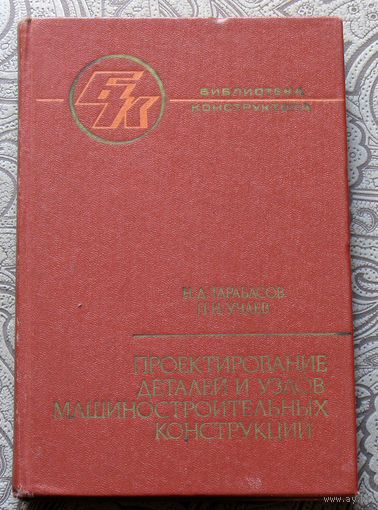 БК
БИБЛИОТЕКА
КОНСТРУКТОРА
Н.Д. ТАРАБАСОВ
П.Н. УЧАЕВ
ПРОЕКТИРОВАНИЕ
ДЕТАЛЕЙ И УЗЛОВ
МАШИНОСТРОИТЕЛЬНЫХ
КОНСТРУКЦИЙ